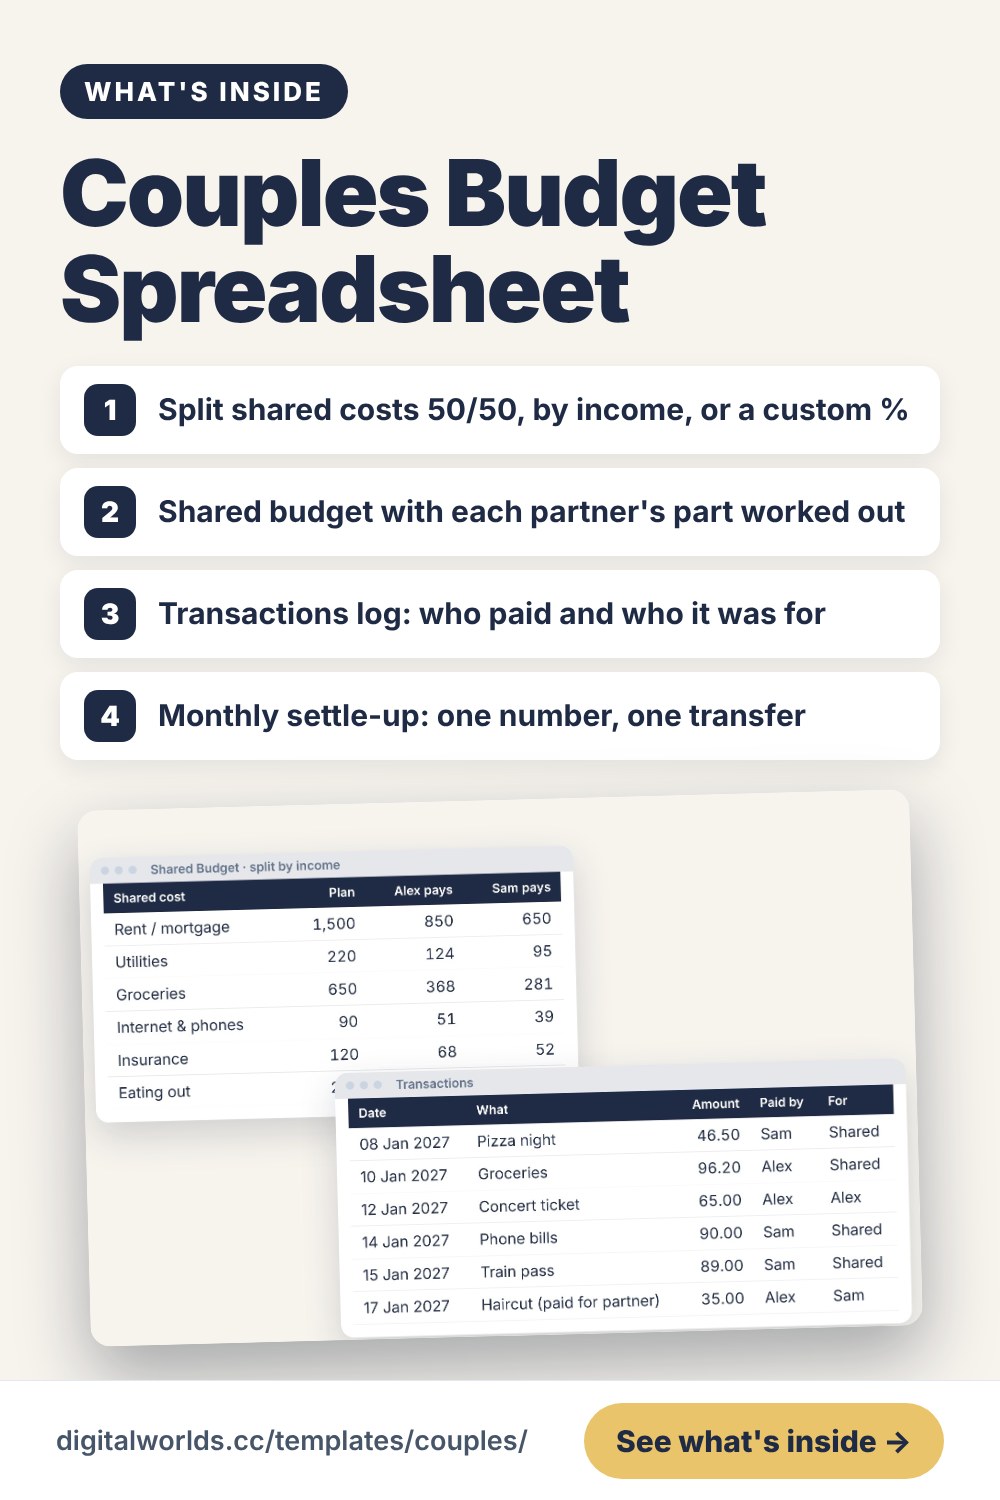 WHAT'S INSIDE
Couples Budget
Spreadsheet
1 Split shared costs 50/50, by income, or a custom %
2 Shared budget with each partner's part worked out
3 Transactions log: who paid and who it was for
4 Monthly settle-up: one number, one transfer
Shared Budget · split by income
Shared cost Plan Alex pays Sam pays
Rent / mortgage 1,500 850 650
Utilities 220 124 95
Groceries 650 368 281
Internet & phones 90 51 39
Insurance 120 68 52
Eating out
Transactions
Date What Amount Paid by For
08 Jan 2027 Pizza night 46.50 Sam Shared
10 Jan 2027 Groceries 96.20 Alex Shared
12 Jan 2027 Concert ticket 65.00 Alex Alex
14 Jan 2027 Phone bills 90.00 Sam Shared
15 Jan 2027 Train pass 89.00 Sam Shared
17 Jan 2027 Haircut (paid for partner) 35.00 Alex Sam
digitalworlds.cc/templates/couples/
See what's inside →